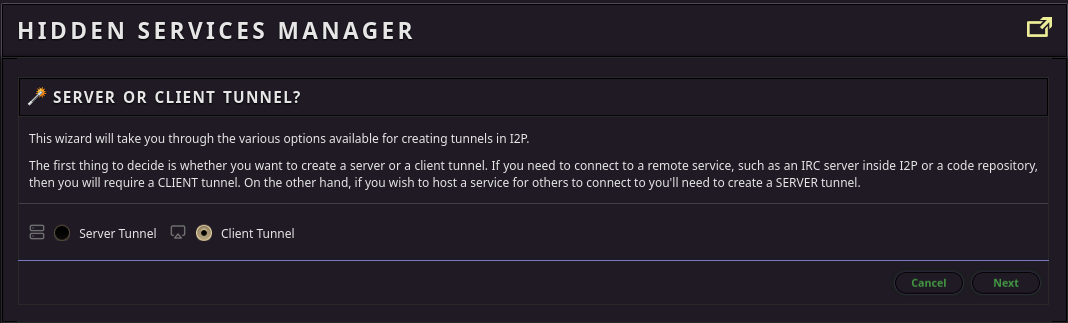 HIDDEN SERVICES MANAGER
SERVER OR CLIENT TUNNEL?
This wizard will take you through the various options available for creating tunnels in I2P.
The first thing to decide is whether you want to create a server or a client tunnel. If you need to connect to a remote service, such as an IRC server inside I2P or a code repository,
then you will require a CLIENT tunnel. On the other hand, if you wish to host a service for others to connect to you'll need to create a SERVER tunnel.
Server Tunnel Client Tunnel
Cancel Next